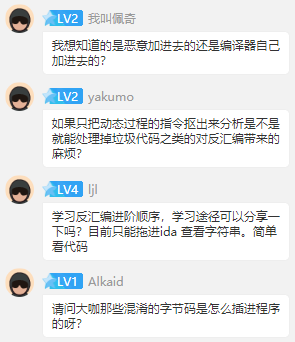 LV2 我叫佩奇
我想知道的是恶意加进去的还是编译器自己
加进去的?
LV2 yakumo
如果只把动态过程的指令抠出来分析是不是
就能处理掉垃圾代码之类的对反汇编带来的
麻烦?
LV4 ljl
学习反汇编进阶顺序，学习途径可以分享一
下吗？目前只能拖进ida 查看字符串。简单
看代码
LV1 Alkaid
请问大咖那些混淆的字节码是怎么插进程序
的呀?